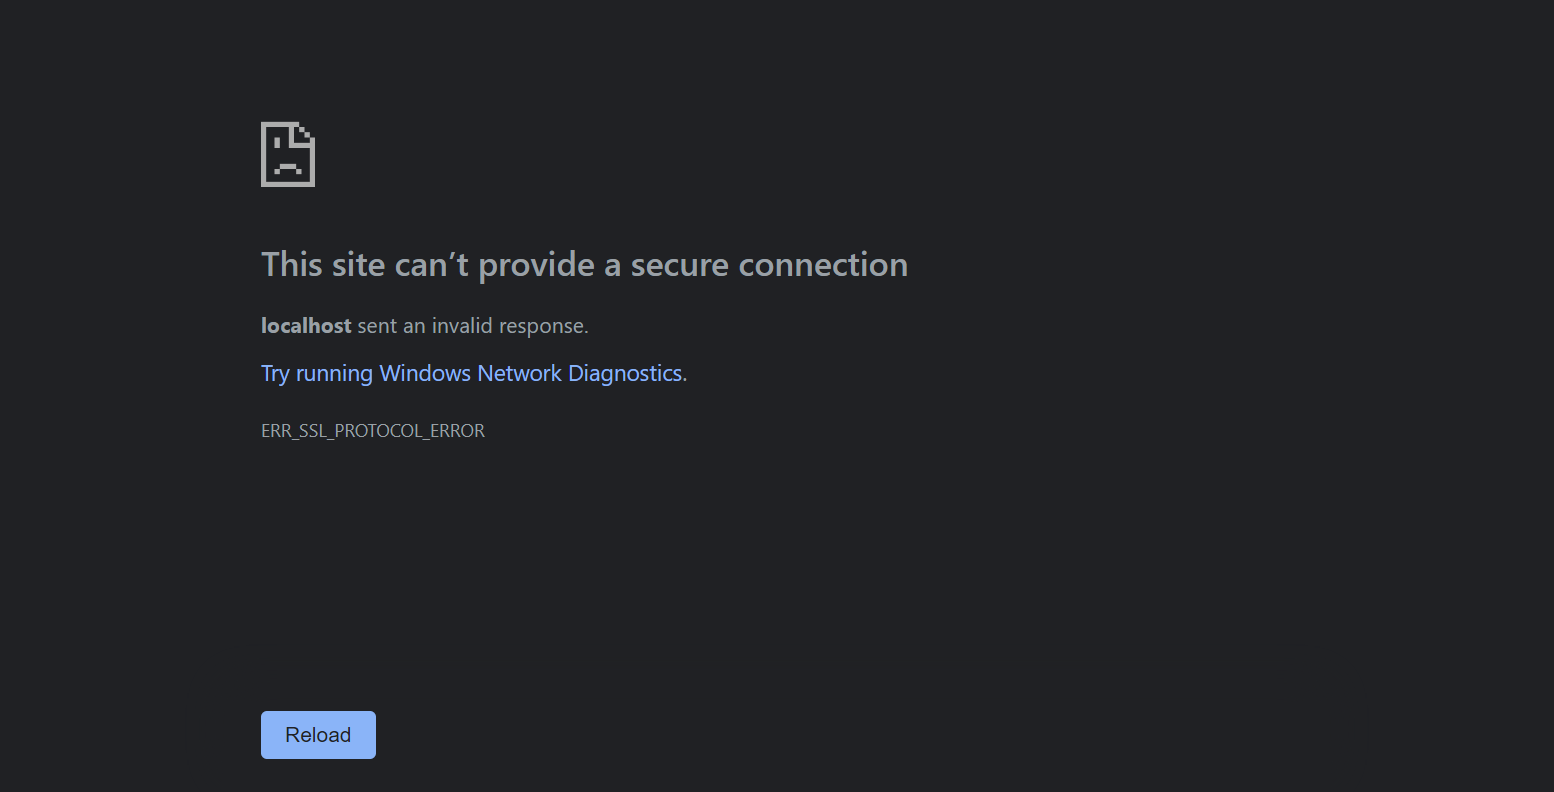 This site can’t provide a secure connection
localhost sent an invalid response.
Try running Windows Network Diagnostics.
ERR_SSL_PROTOCOL_ERROR
Reload